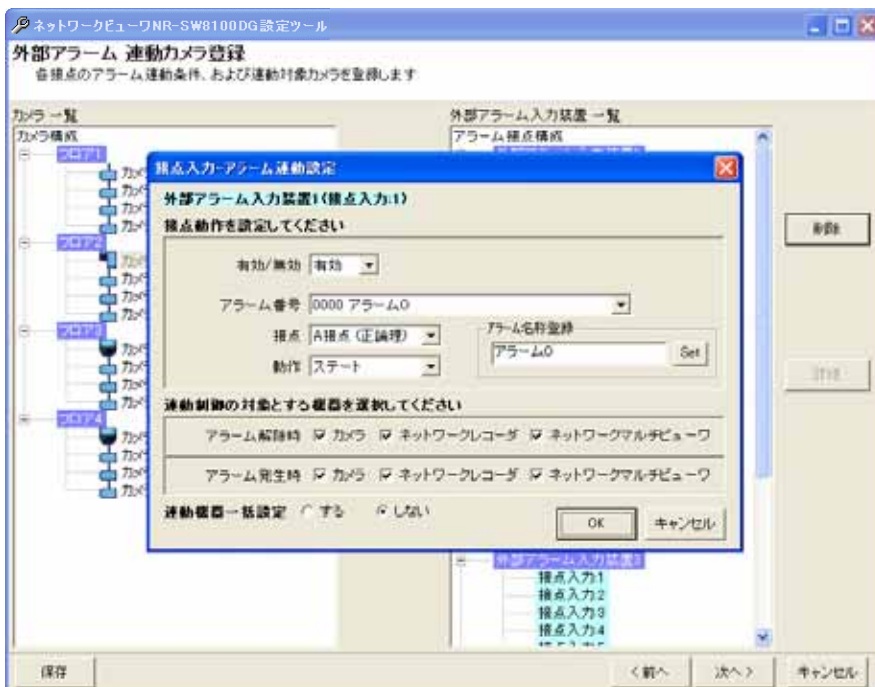 ネットワークビューワNR-SW8100DG設定ツール
外部アラーム 連動カメラ登録
各接点のアラーム連動条件、および連動対象カメラを登録します
カメラ 一覧
カメラ構成
フロア1
フロア2
フロア3
フロア4
外部アラーム入力装置 一覧
アラーム接点構成
接点入力-アラーム連動設定
外部アラーム入力装置1(接点入力:1)
接点動作を設定してください
有効/無効 有効
アラーム番号 0000 アラーム0
接点 A接点 (正論理)
動作 ステート
アラーム名称登録
アラーム0
Set
連動制御の対象とする機器を選択してください
アラーム解除時 カメラ ネットワークレコーダ ネットワークマルチビューワ
アラーム発生時 カメラ ネットワークレコーダ ネットワークマルチビューワ
連動機器一括設定 する しない
OK キャンセル
削除
外部アラーム入力装置3
接点入力1
接点入力2
接点入力3
接点入力4
保存
<前へ 次へ> キャンセル